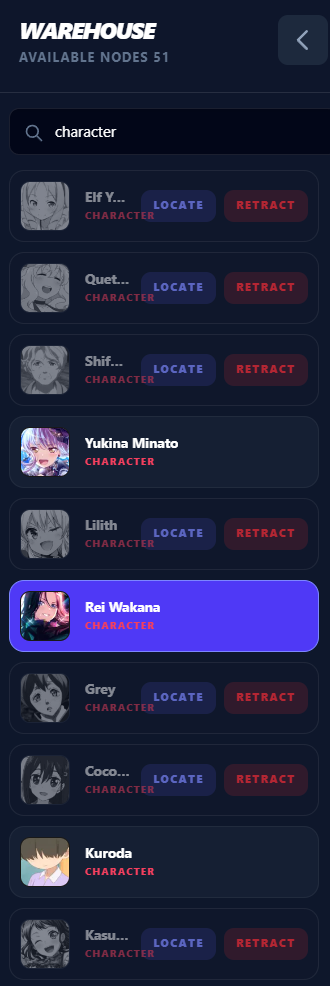 WAREHOUSE
AVAILABLE NODES 51
character
Elf Y...
CHARACTER
LOCATE
RETRACT
Quet...
CHARACTER
LOCATE
RETRACT
Shif...
CHARACTER
LOCATE
RETRACT
Yukina Minato
CHARACTER
Lilith
CHARACTER
LOCATE
RETRACT
Rei Wakana
CHARACTER
Grey
CHARACTER
LOCATE
RETRACT
Coco...
CHARACTER
LOCATE
RETRACT
Kuroda
CHARACTER
Kasu...
CHARACTER
LOCATE
RETRACT